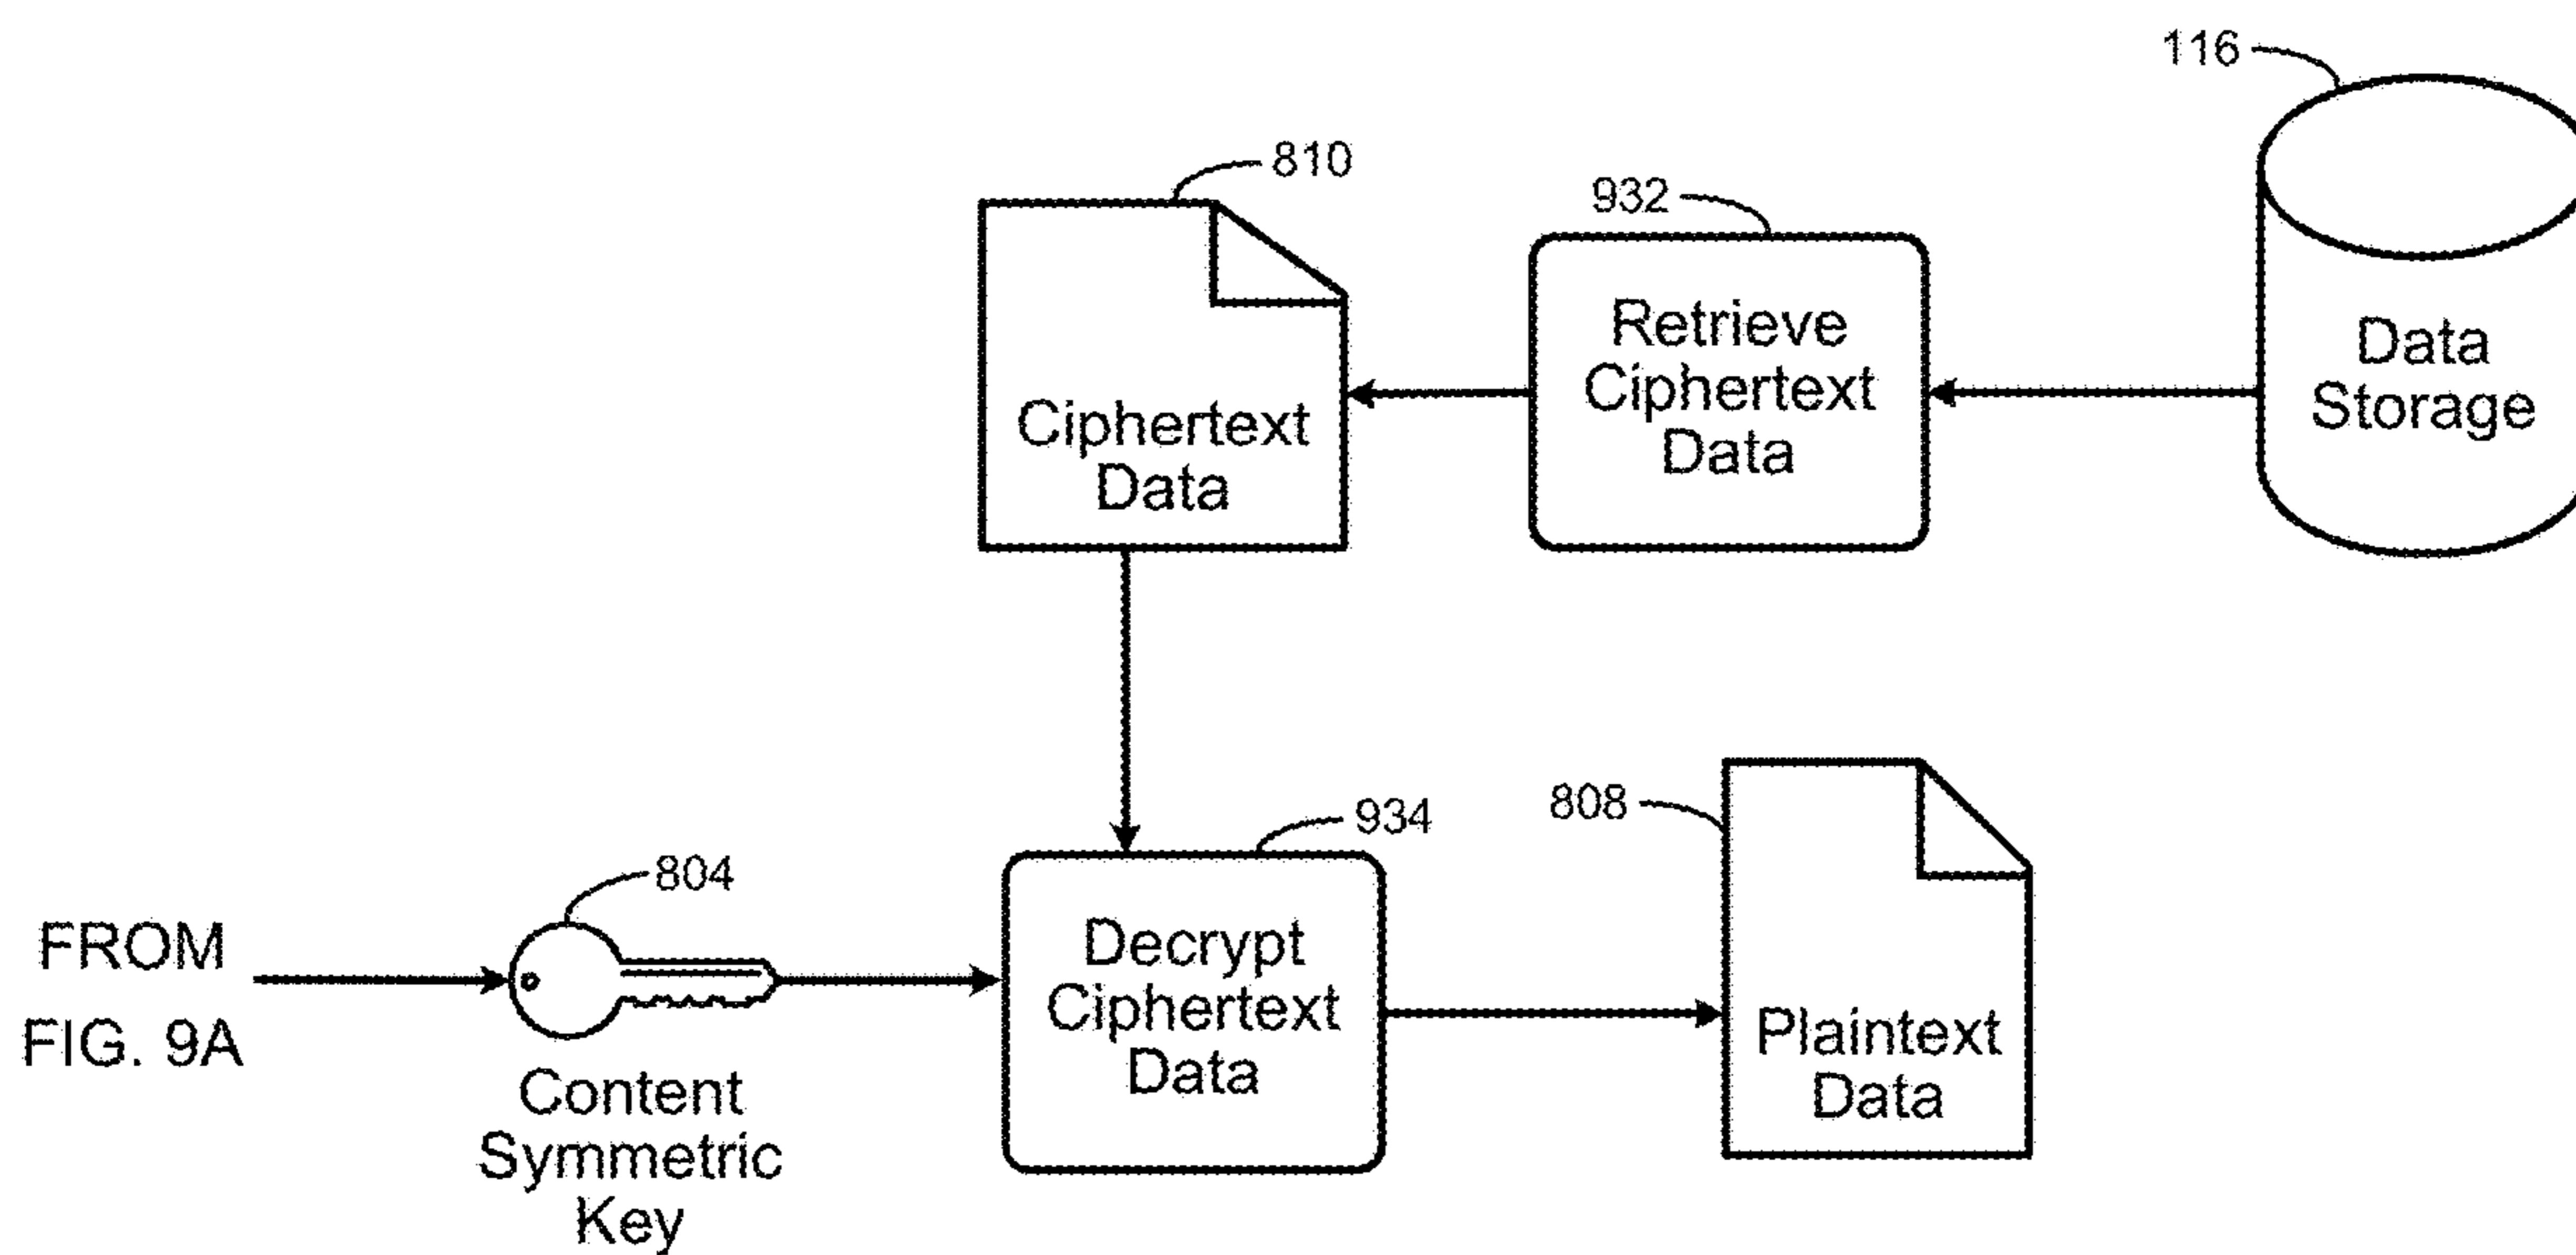 116
810
932
Retrieve
Ciphertext
Data
Data
Storage
Ciphertext
Data
934
808
804
FROM
FIG. 9A
Decrypt
Ciphertext
Data
Plaintext
Data
Content
Symmetric
Key